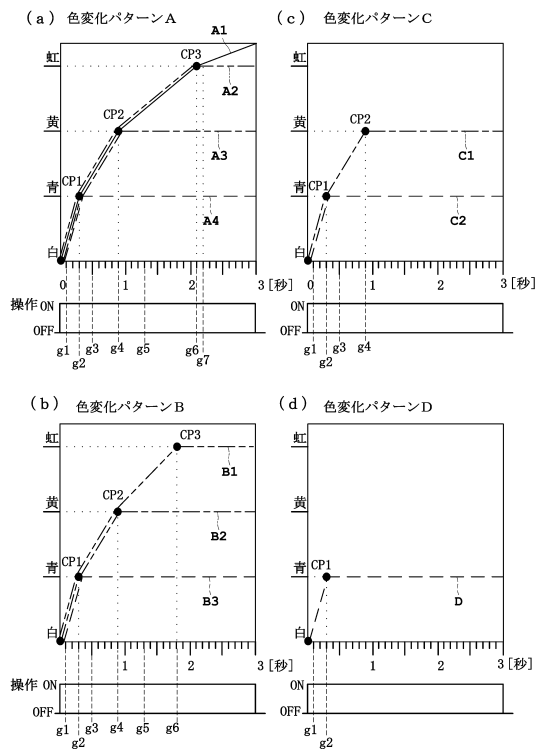 (a) 色変化パターンA
虹
黄
青
白
CP3
CP2
CP1
A1
A2
A3
A4
0 1 2 3[秒]
操作 ON
OFF
g1
g2
g3
g4
g5
g6
g7
(c) 色変化パターンC
虹
黄
青
白
CP2
CP1
C1
C2
0 1 2 3[秒]
ON
OFF
g1
g2
g3
g4
(b) 色変化パターンB
虹
黄
青
白
CP3
CP2
CP1
B1
B2
B3
1 2 3[秒]
操作 ON
OFF
g1
g2
g3
g4
g5
g6
(d) 色変化パターンD
虹
黄
青
白
CP1
D
1 2 3[秒]
ON
OFF
g1
g2